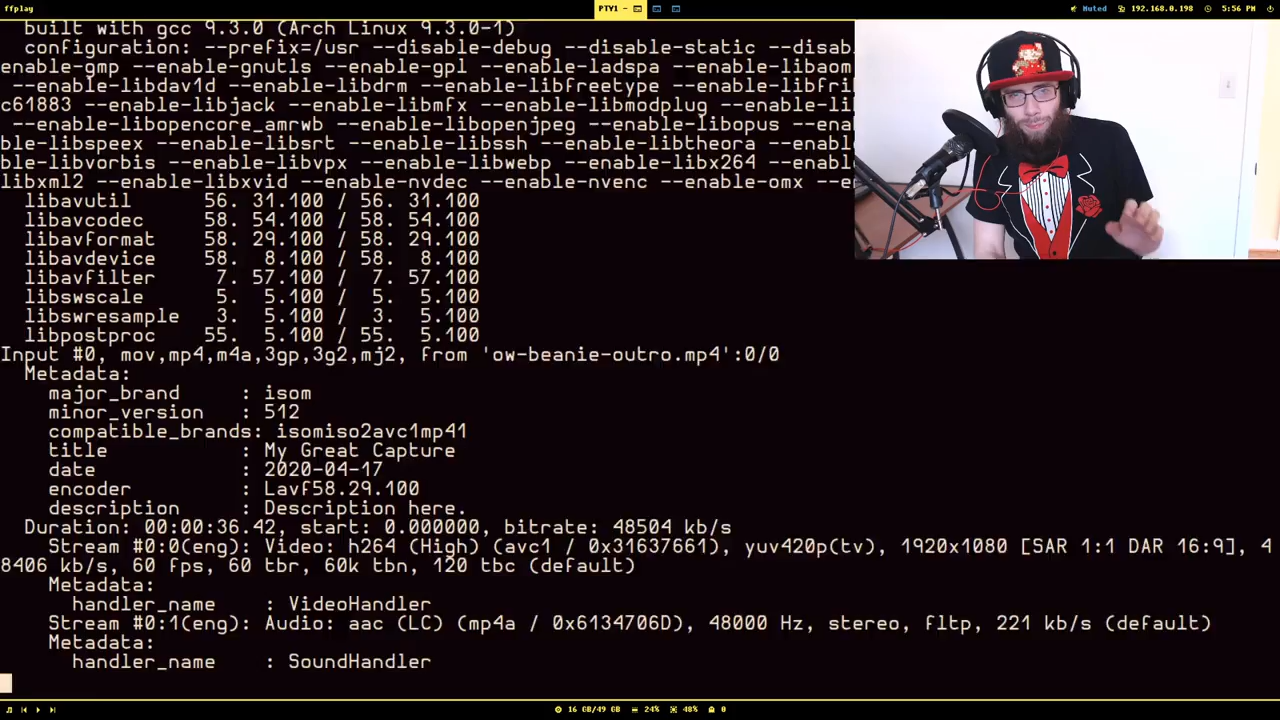 ffplay
PTY1 -
Muted
192.168.0.198
5:56 PM
built with gcc 9.3.0 (Arch Linux 9.3.0-1)
configuration: --prefix=/usr --disable-debug --disable-static --disab
enable-gmp --enable-gnutls --enable-gpl --enable-ladspa --enable-libaom
--enable-libdav1d --enable-libdrm --enable-libfreetype --enable-libfri
c61883 --enable-libjack --enable-libmfx --enable-libmodplug --enable-li
--enable-libopencore_amrwb --enable-libopenjpeg --enable-libopus --enab
ble-libspeex --enable-libsrt --enable-libssh --enable-libtheora --enabl
ble-libvorbis --enable-libvpx --enable-libwebp --enable-libx264 --enabl
libxml2 --enable-libxvid --enable-nvdec --enable-nvenc --enable-omx --e
libavutil 56. 31.100 / 56. 31.100
libavcodec 58. 54.100 / 58. 54.100
libavformat 58. 29.100 / 58. 29.100
libavdevice 58. 8.100 / 58. 8.100
libavfilter 7. 57.100 / 7. 57.100
libswscale 5. 5.100 / 5. 5.100
libswresample 3. 5.100 / 3. 5.100
libpostproc 55. 5.100 / 55. 5.100
Input #0, mov,mp4,m4a,3gp,3g2,mj2, from 'ow-beanie-outro.mp4':0/0
Metadata:
major_brand : isom
minor_version : 512
compatible_brands: isomiso2avc1mp41
title : My Great Capture
date : 2020-04-17
encoder : Lavf58.29.100
description : Description here.
Duration: 00:00:36.42, start: 0.000000, bitrate: 48504 kb/s
Stream #0:0(eng): Video: h264 (High) (avc1 / 0x31637661), yuv420p(tv), 1920x1080 [SAR 1:1 DAR 16:9], 4
8406 kb/s, 60 fps, 60 tbr, 60k tbn, 120 tbc (default)
Metadata:
handler_name : VideoHandler
Stream #0:1(eng): Audio: aac (LC) (mp4a / 0x6134706D), 48000 Hz, stereo, fltp, 221 kb/s (default)
Metadata:
handler_name : SoundHandler
16 GB/49 GB
24%
48%
0